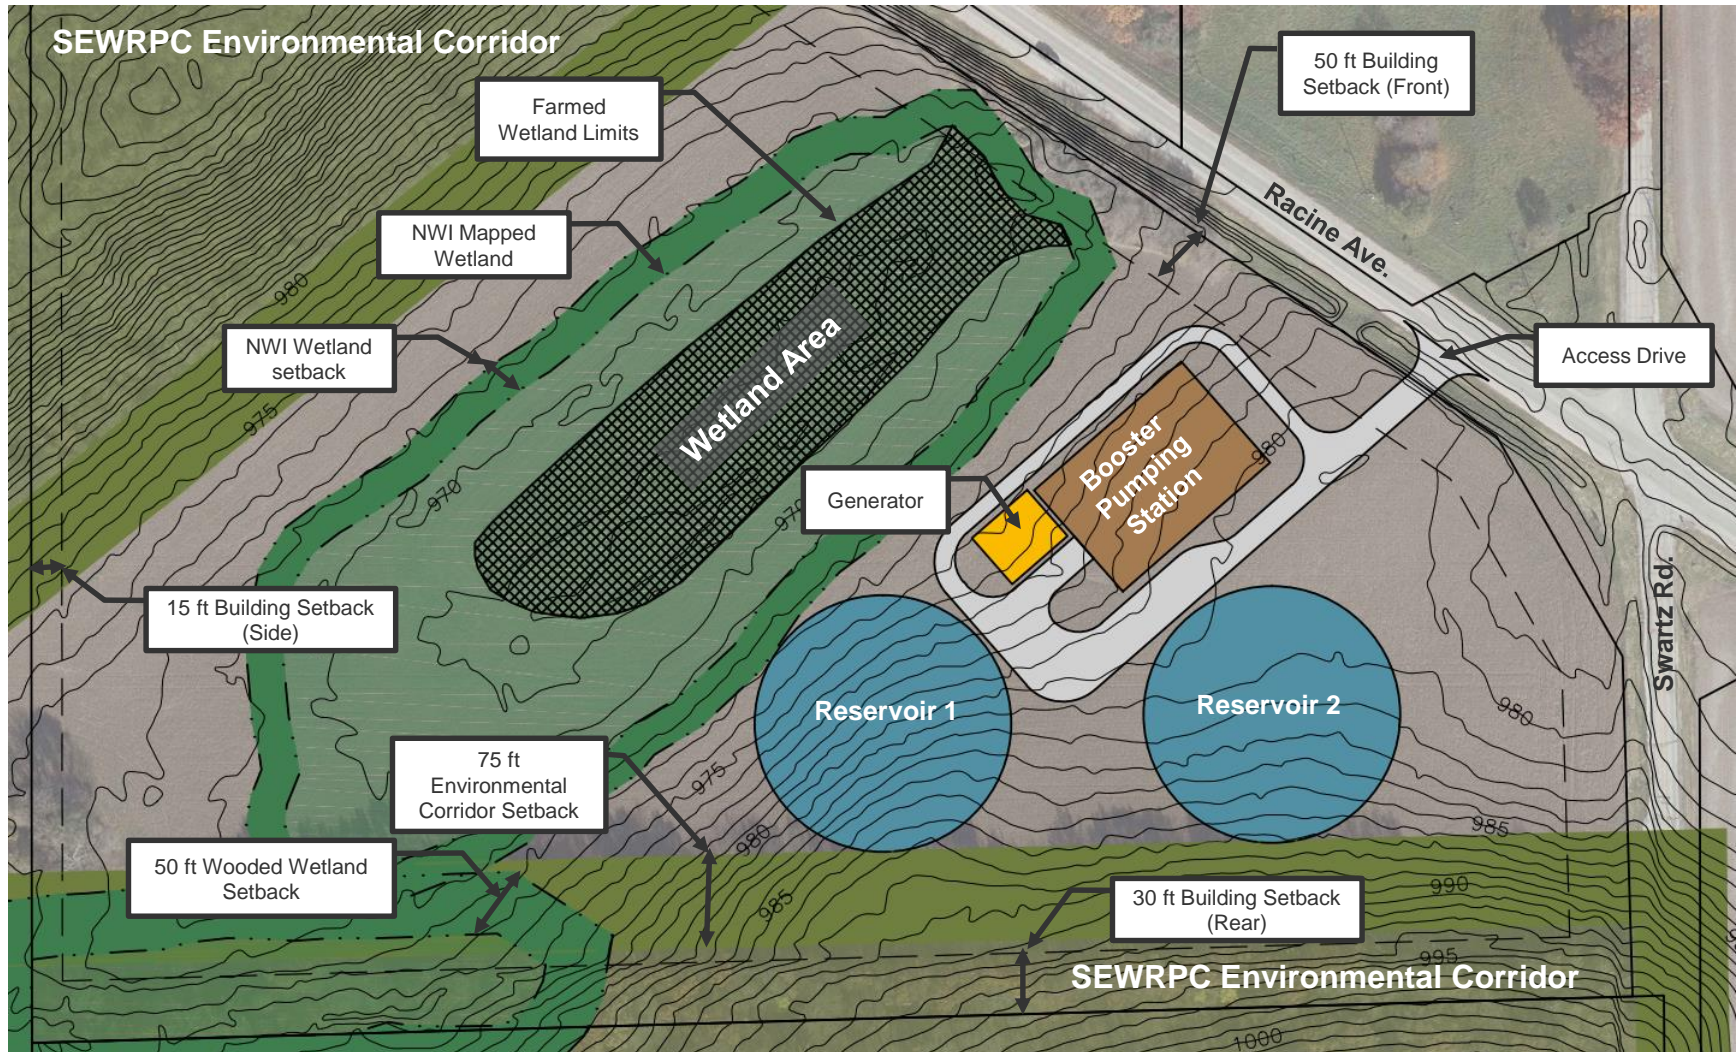 SEWRPC Environmental Corridor
50 ft Building
Setback (Front)
Farmed
Wetland Limits
Racine Ave.
NWI Mapped
Wetland
980
NWI Wetland
setback
Access Drive
975
Wetland Area
970
970
Generator
Booster
Pumping
Station
980
Swartz Rd.
15 ft Building Setback
(Side)
Reservoir 1
Reservoir 2
980
75 ft
Environmental
Corridor Setback
975
980
985
50 ft Wooded Wetland
Setback
985
990
30 ft Building Setback
(Rear)
995
SEWRPC Environmental Corridor
1000